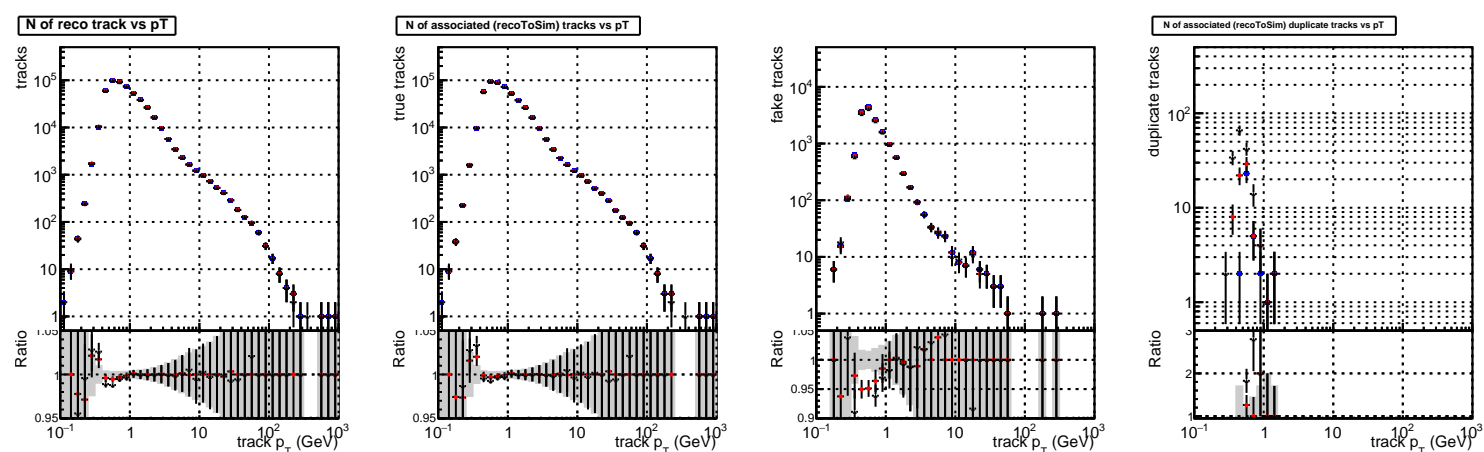 N of reco track vs pT
tracks
10^5
10^4
10^3
10^2
10
1
Ratio
1.05
1
0.95
10^-1 1 10 10^2 10^3
track p_T (GeV)
N of associated (recoToSim) tracks vs pT
true tracks
10^5
10^4
10^3
10^2
10
1
Ratio
1.05
1
0.95
10^-1 1 10 10^2 10^3
track p_T (GeV)
fake tracks
10^4
10^3
10^2
10
1
Ratio
1.05
1
0.95
0.9
10^-1 1 10 10^2 10^3
track p_T (GeV)
N of associated (recoToSim) duplicate tracks vs pT
duplicate tracks
10^2
10
1
Ratio
3
2
1
10^-1 1 10 10^2 10^3
track p_T (GeV)